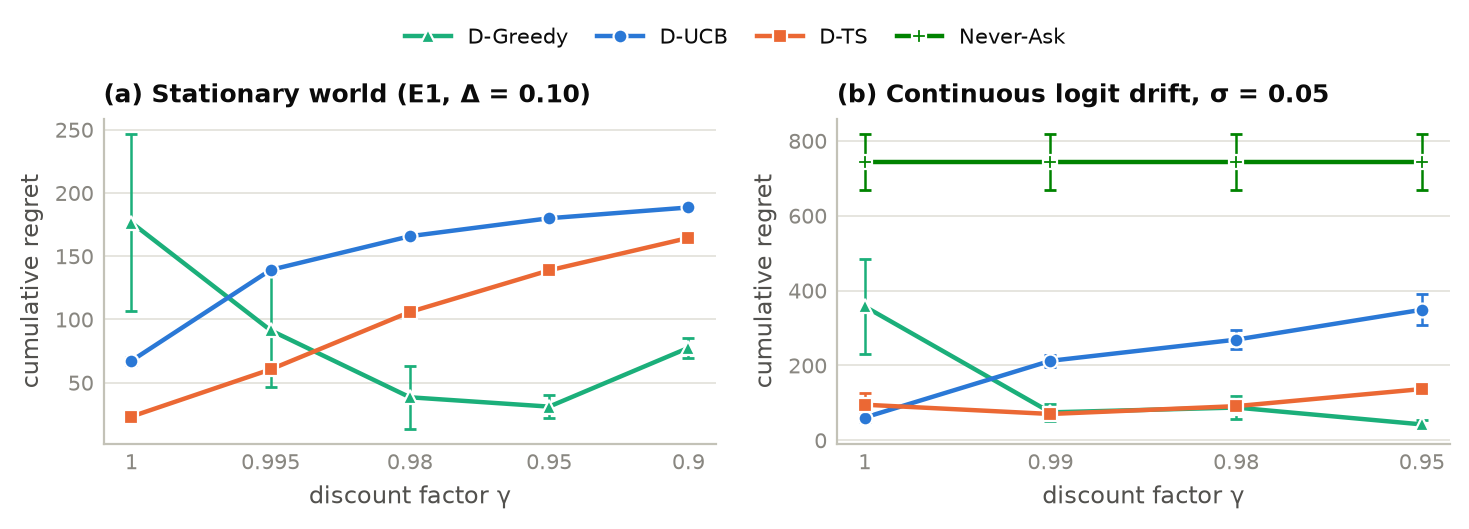 D-Greedy D-UCB D-TS Never-Ask
(a) Stationary world (E1, Δ = 0.10)
250
200
150
100
50
cumulative regret
1 0.995 0.98 0.95 0.9
discount factor γ
(b) Continuous logit drift, σ = 0.05
800
600
400
200
0
cumulative regret
1 0.99 0.98 0.95
discount factor γ